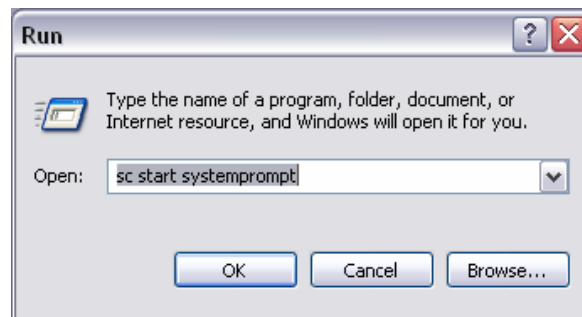 Run
Type the name of a program, folder, document, or
Internet resource, and Windows will open it for you.
Open: sc start systemprompt
OK Cancel Browse...